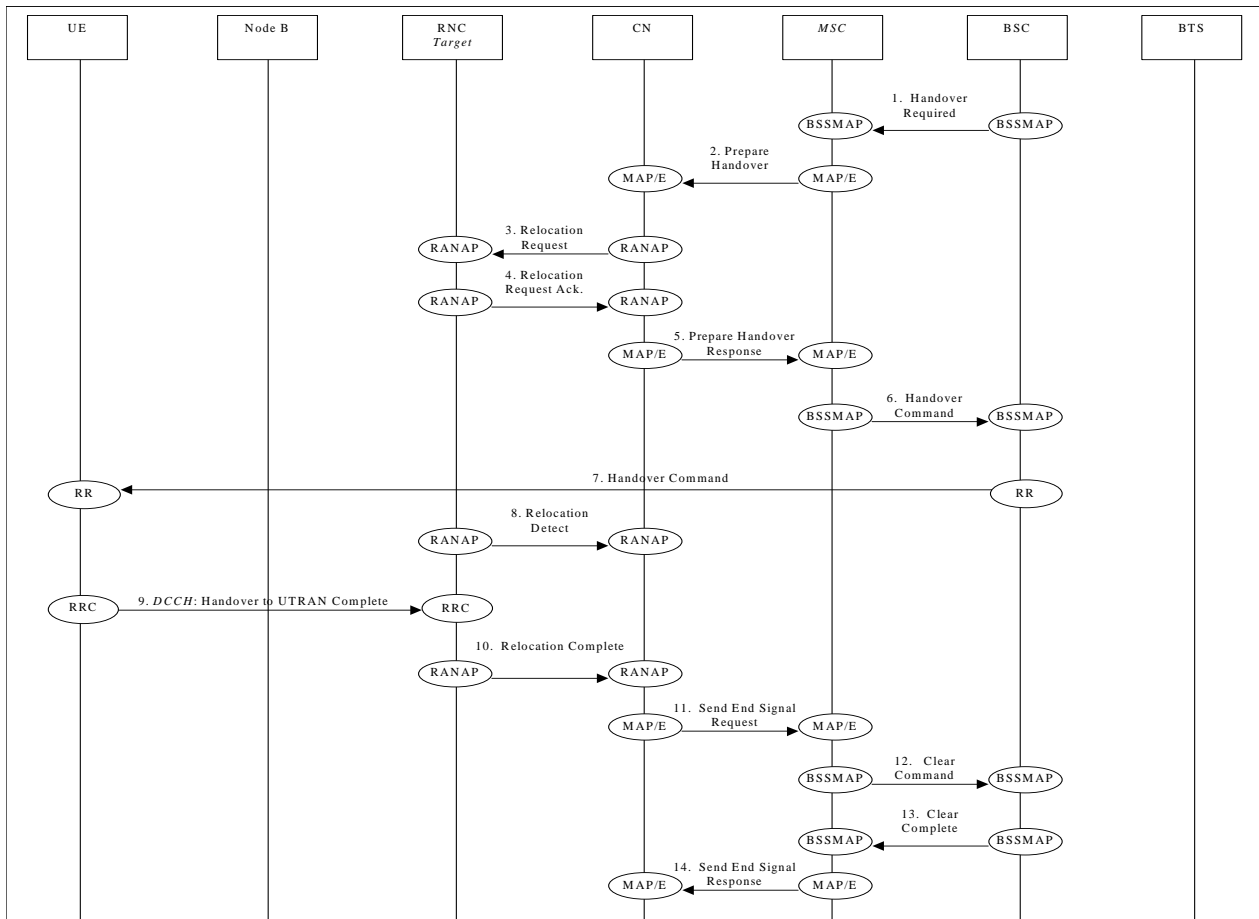 UE
Node B
RNC
Target
CN
MSC
BSC
BTS
1. Handover
Required
BSSMAP
BSSMAP
2. Prepare
Handover
MAP/E
MAP/E
3. Relocation
Request
RANAP
RANAP
4. Relocation
Request Ack.
RANAP
RANAP
5. Prepare Handover
Response
MAP/E
MAP/E
6. Handover
Command
BSSMAP
BSSMAP
7. Handover Command
RR
RR
8. Relocation
Detect
RANAP
RANAP
9. DCCH: Handover to UTRAN Complete
RRC
RRC
10. Relocation Complete
RANAP
RANAP
11. Send End Signal
Request
MAP/E
MAP/E
12. Clear
Command
BSSMAP
BSSMAP
13. Clear
Complete
BSSMAP
BSSMAP
14. Send End Signal
Response
MAP/E
MAP/E